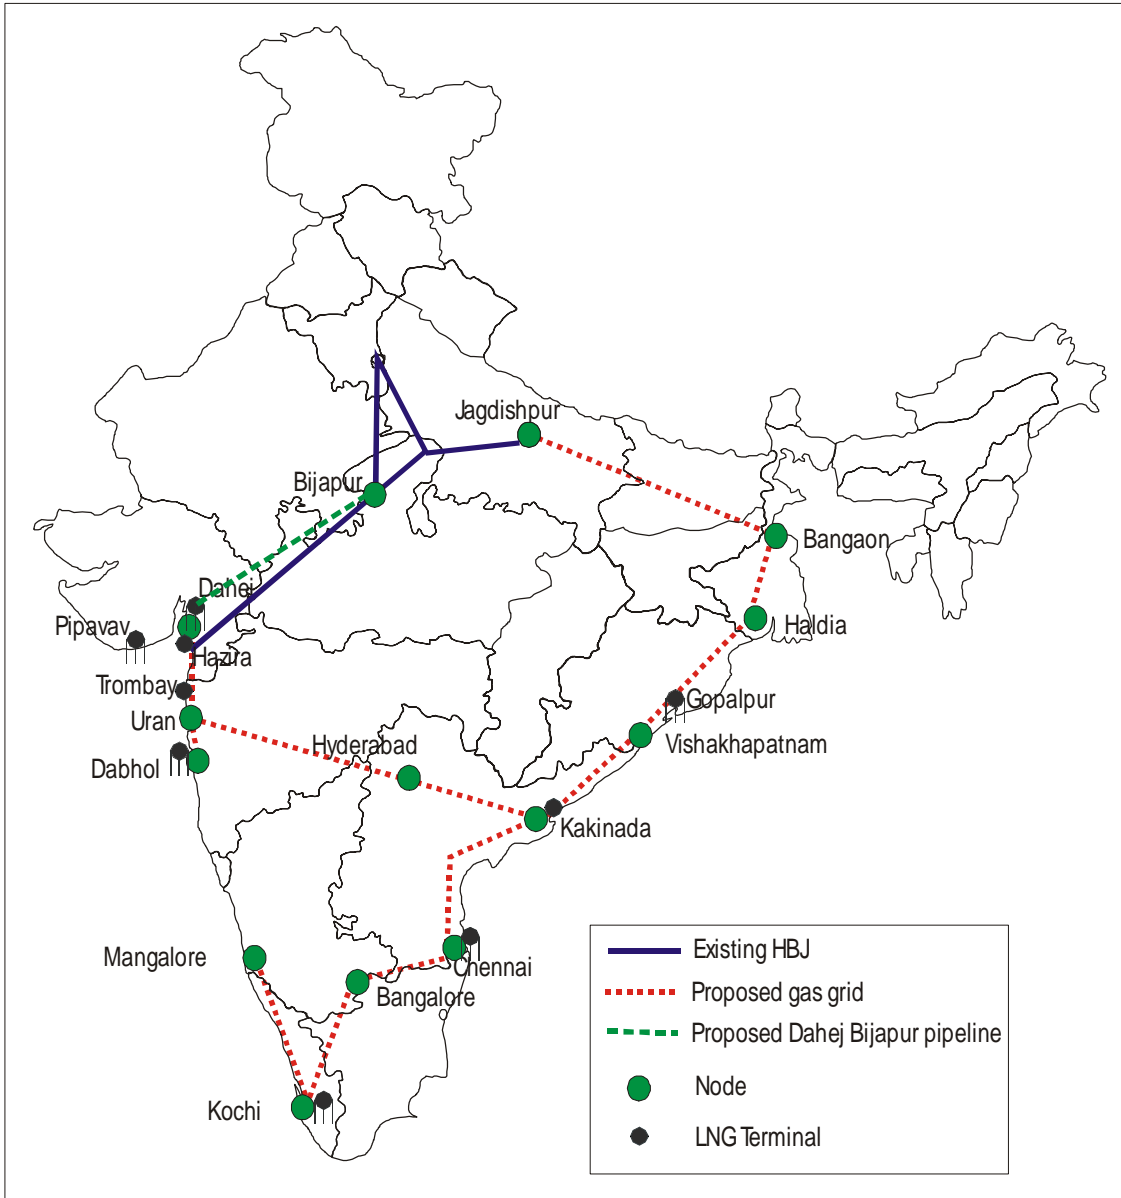 Jagdishpur
Bijapur
Bangaon
Dahej
Pipavav
Haldia
Hazira
Trombay
Gopalpur
Uran
Hyderabad
Vishakhapatnam
Dabhol
Kakinada
Mangalore
Chennai
Bangalore
Kochi
Existing HBJ
Proposed gas grid
Proposed Dahej Bijapur pipeline
Node
LNG Terminal